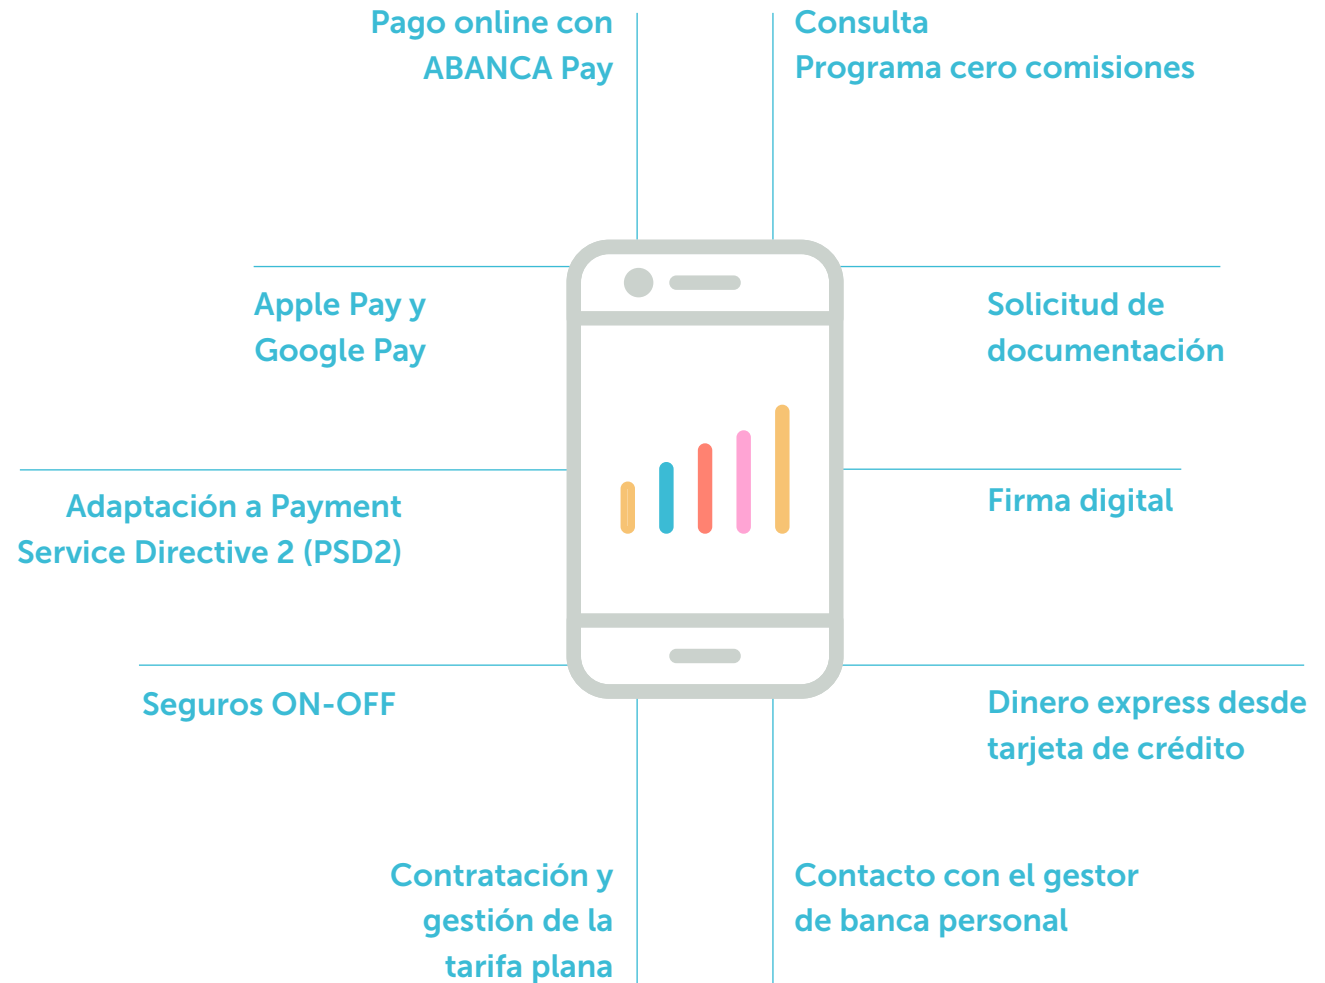 Pago online con
ABANCA Pay
Consulta
Programa cero comisiones
Apple Pay y
Google Pay
Solicitud de
documentación
Adaptación a Payment
Service Directive 2 (PSD2)
Firma digital
Seguros ON-OFF
Dinero express desde
tarjeta de crédito
Contratación y
gestión de la
tarifa plana
Contacto con el gestor
de banca personal